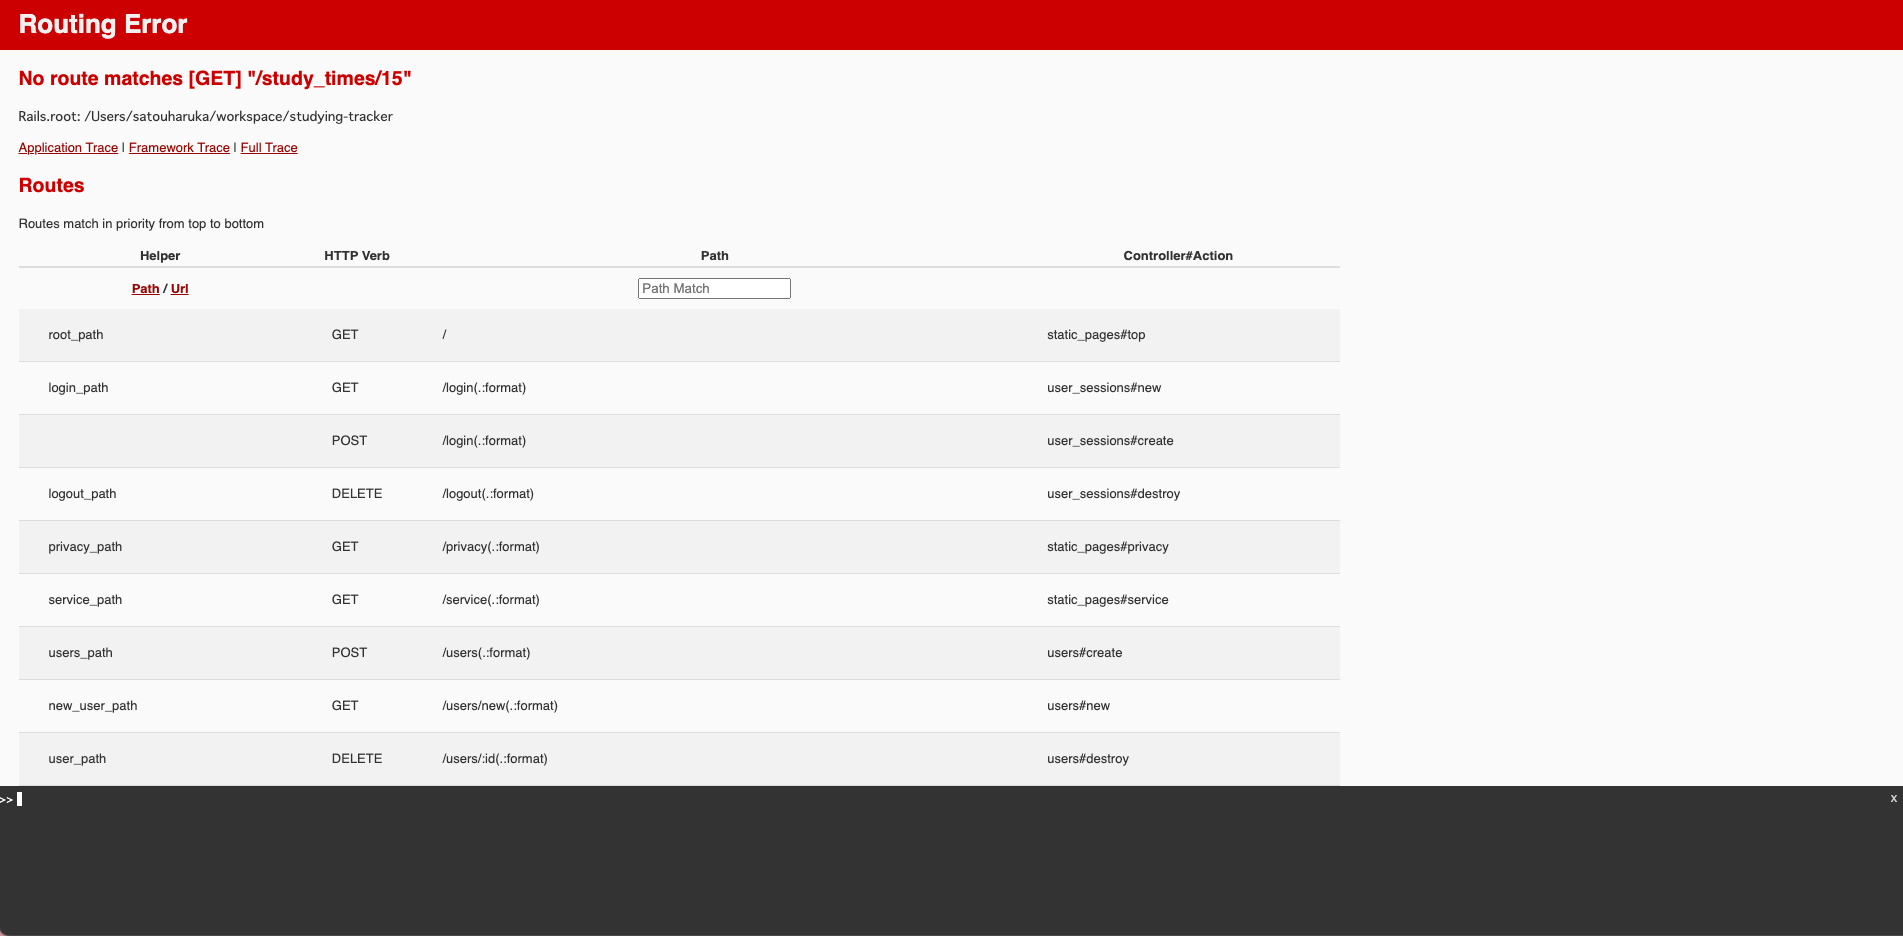 Routing Error
No route matches [GET] "/study_times/15"
Rails.root: /Users/satouharuka/workspace/studying-tracker
Application Trace | Framework Trace | Full Trace
Routes
Routes match in priority from top to bottom
Helper HTTP Verb Path Controller#Action
Path / Url Path Match
root_path GET / static_pages#top
login_path GET /login(.:format) user_sessions#new
POST /login(.:format) user_sessions#create
logout_path DELETE /logout(.:format) user_sessions#destroy
privacy_path GET /privacy(.:format) static_pages#privacy
service_path GET /service(.:format) static_pages#service
users_path POST /users(.:format) users#create
new_user_path GET /users/new(.:format) users#new
user_path DELETE /users/:id(.:format) users#destroy
>> x